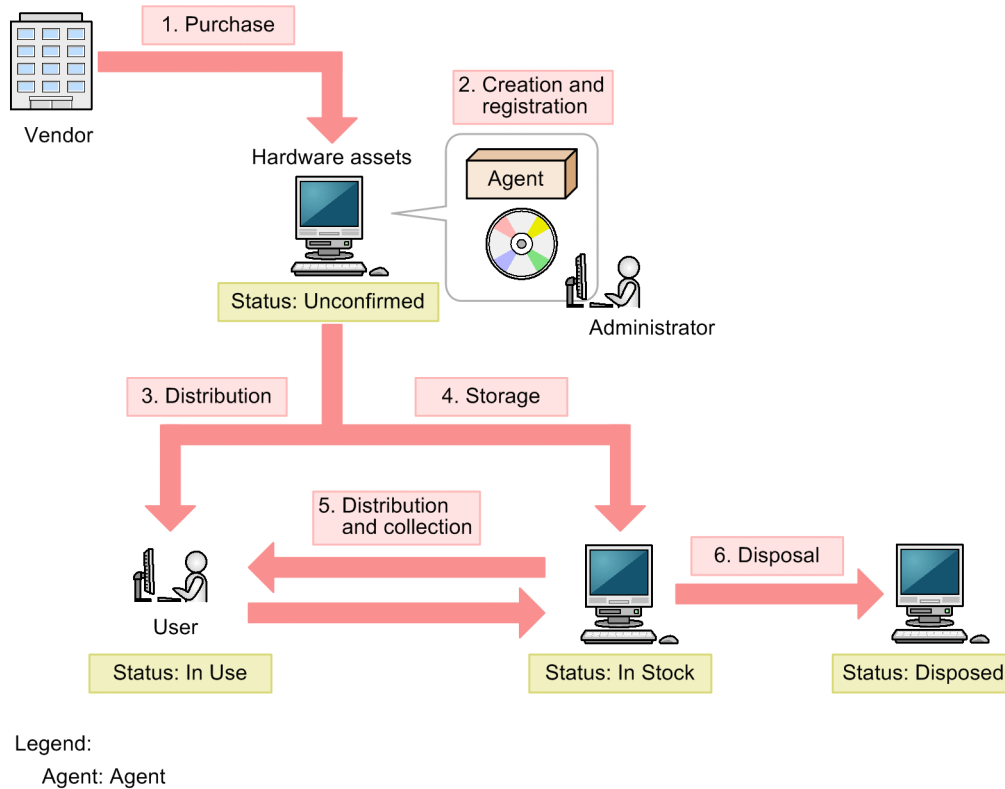 1. Purchase
2. Creation and
registration
Vendor
Hardware assets
Agent
Status: Unconfirmed
Administrator
3. Distribution
4. Storage
5. Distribution
and collection
6. Disposal
User
Status: In Use
Status: In Stock
Status: Disposed
Legend:
Agent: Agent